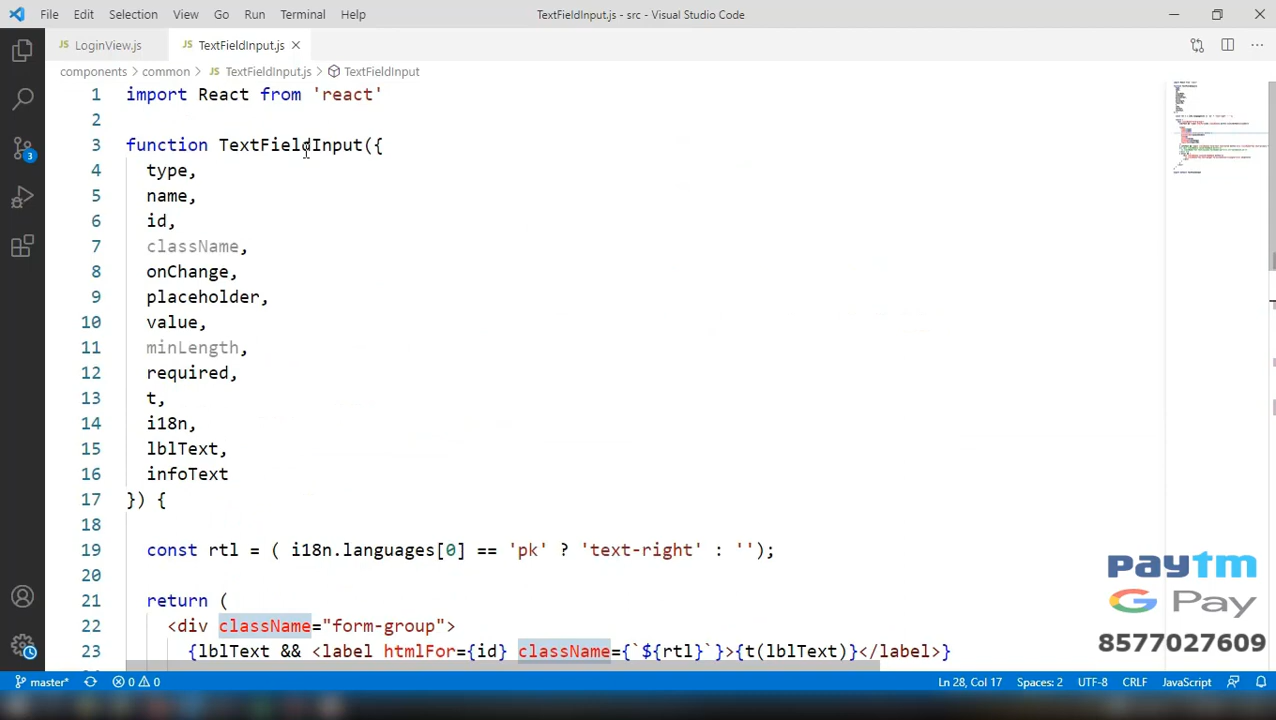 File Edit Selection View Go Run Terminal Help TextFieldInput.js - src - Visual Studio Code
JS LoginView.js JS TextFieldInput.js
components > common > JS TextFieldInput.js > TextFieldInput
1 import React from 'react'
2
3 function TextFieldInput({
4 type,
5 name,
6 id,
7 className,
8 onChange,
9 placeholder,
10 value,
11 minLength,
12 required,
13 t,
14 i18n,
15 lblText,
16 infoText
17 }) {
18
19 const rtl = ( i18n.languages[0] == 'pk' ? 'text-right' : '');
20
21 return (
22 <div className="form-group">
23 {lblText && <label htmlFor={id} className={`${rtl}`}>{t(lblText)}</label>}
3
paytm
G Pay
8577027609
master* 0 0 Ln 28, Col 17 Spaces: 2 UTF-8 CRLF JavaScript